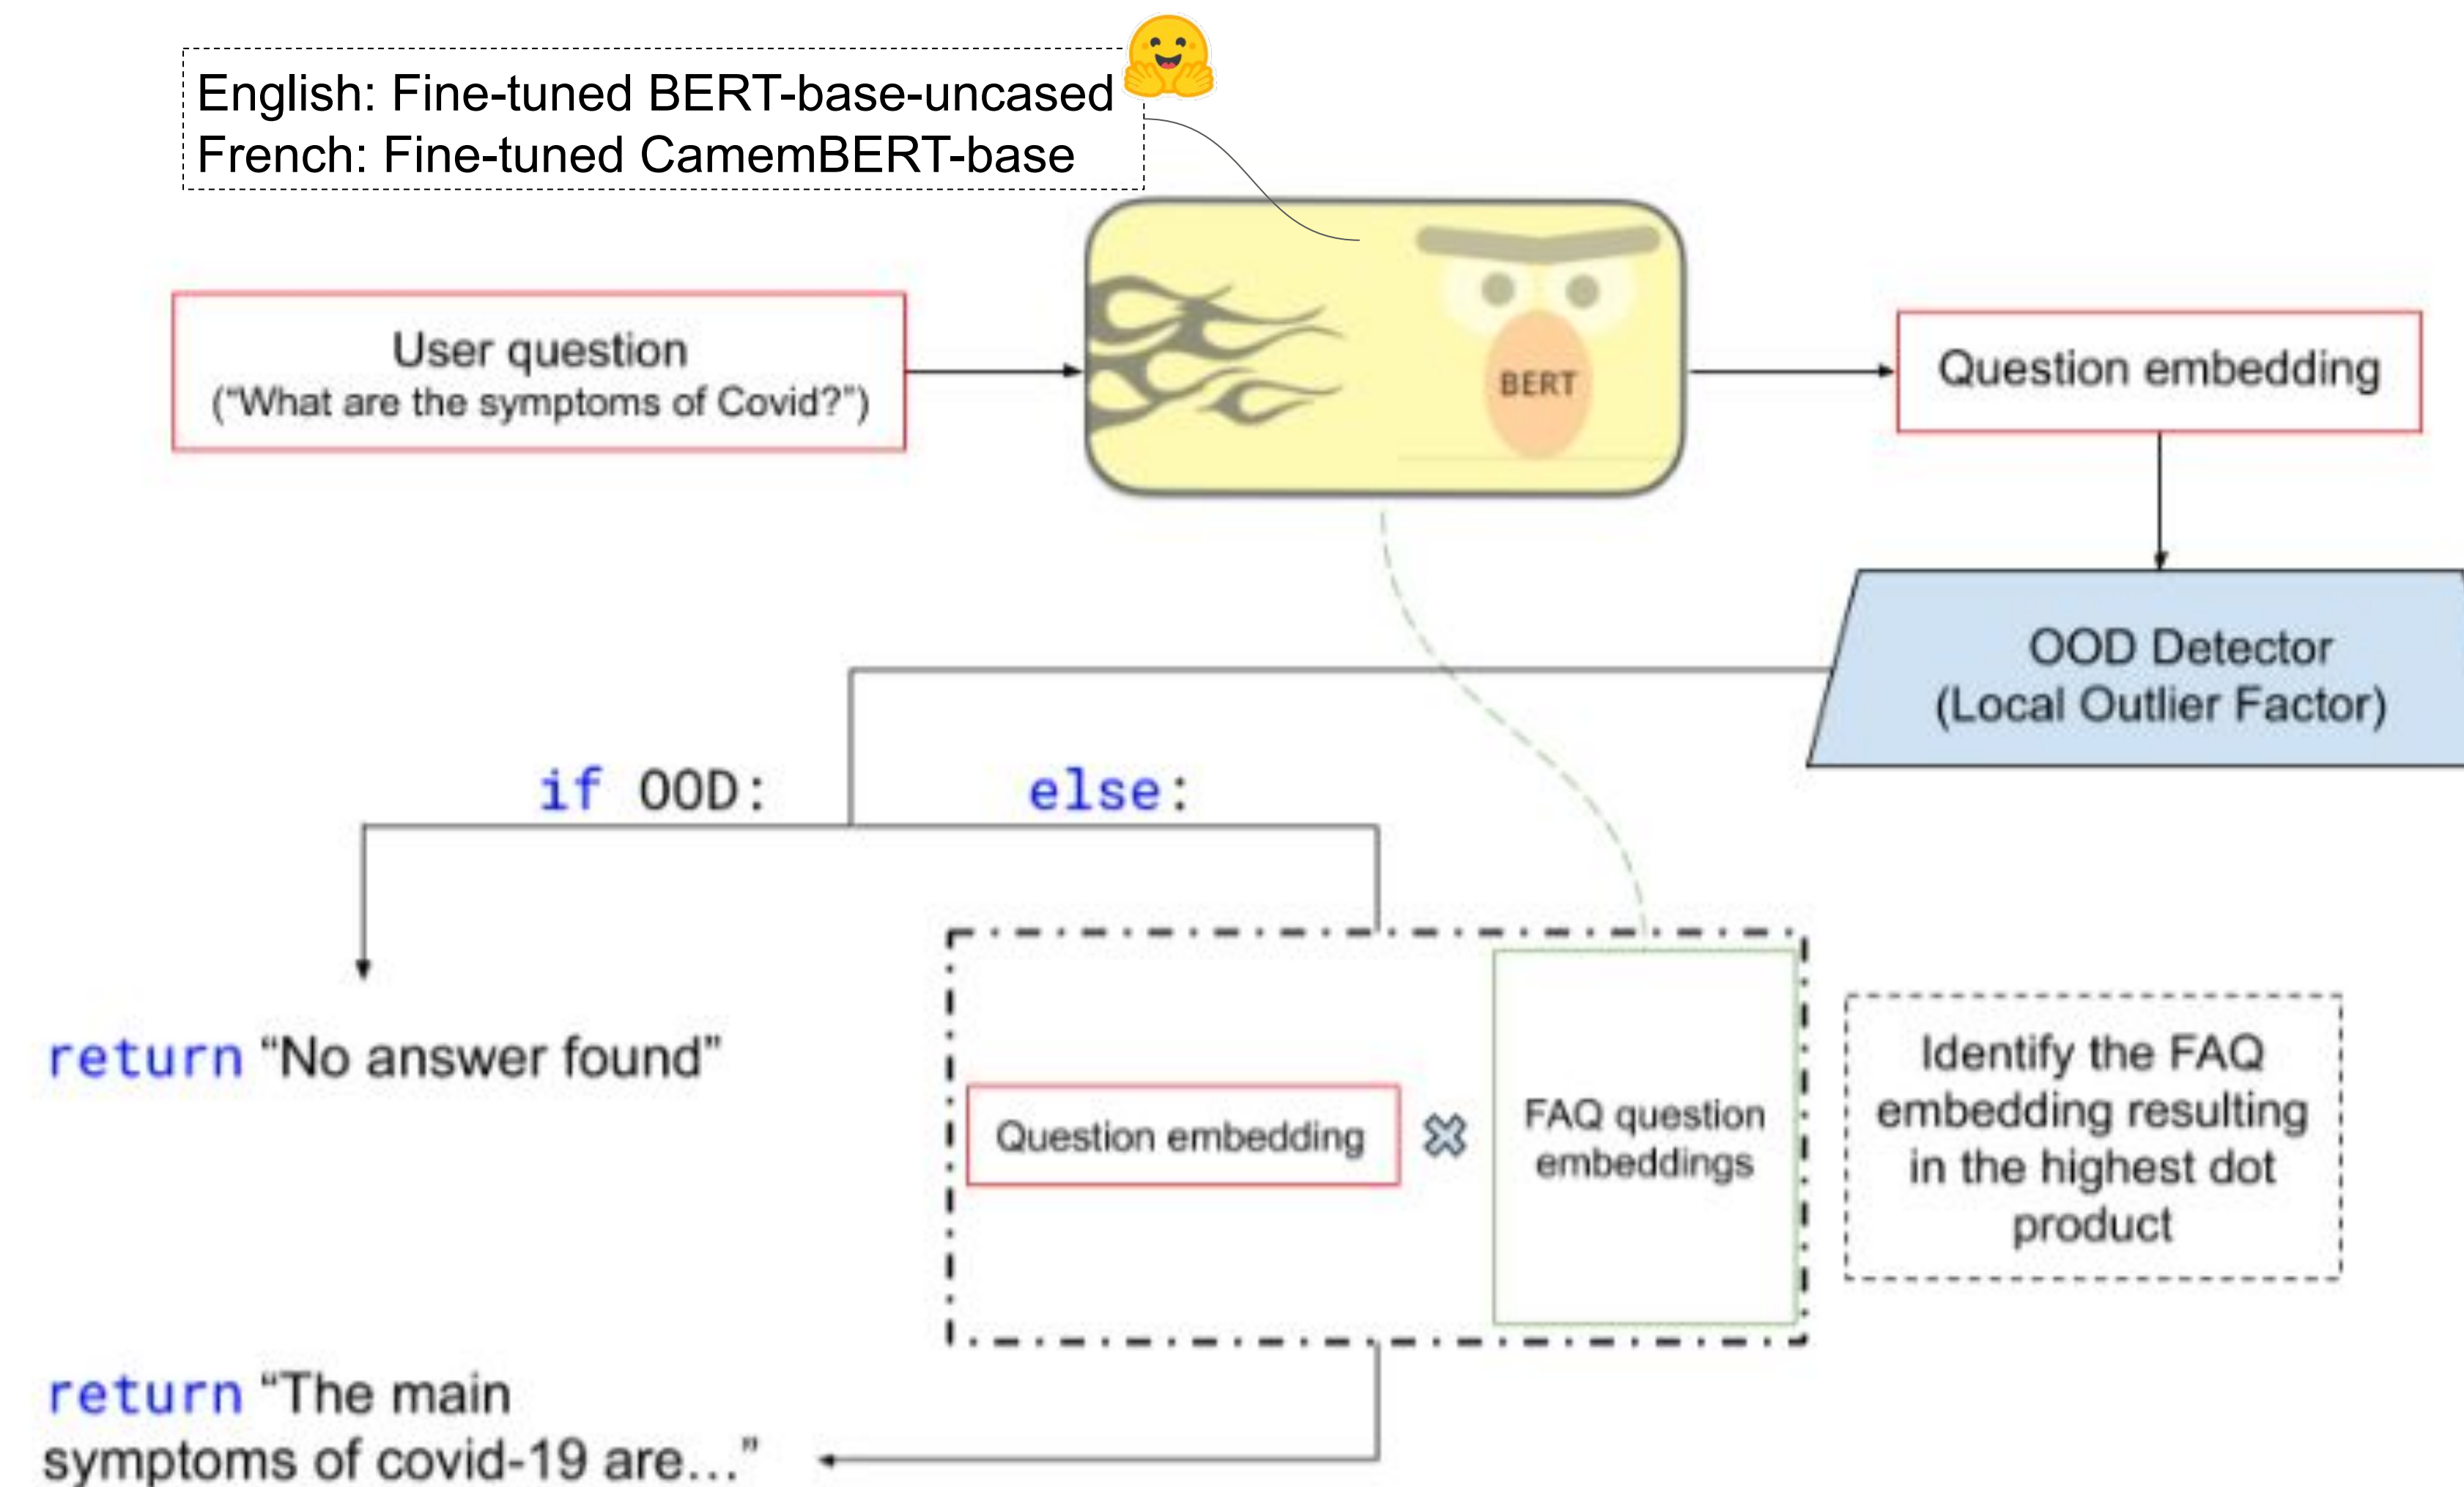 English: Fine-tuned BERT-base-uncased
French: Fine-tuned CamemBERT-base
User question
(“What are the symptoms of Covid?”)
BERT
Question embedding
OOD Detector
(Local Outlier Factor)
if OOD:
else:
return “No answer found”
Question embedding
FAQ question
embeddings
Identify the FAQ
embedding resulting
in the highest dot
product
return “The main
symptoms of covid-19 are…”